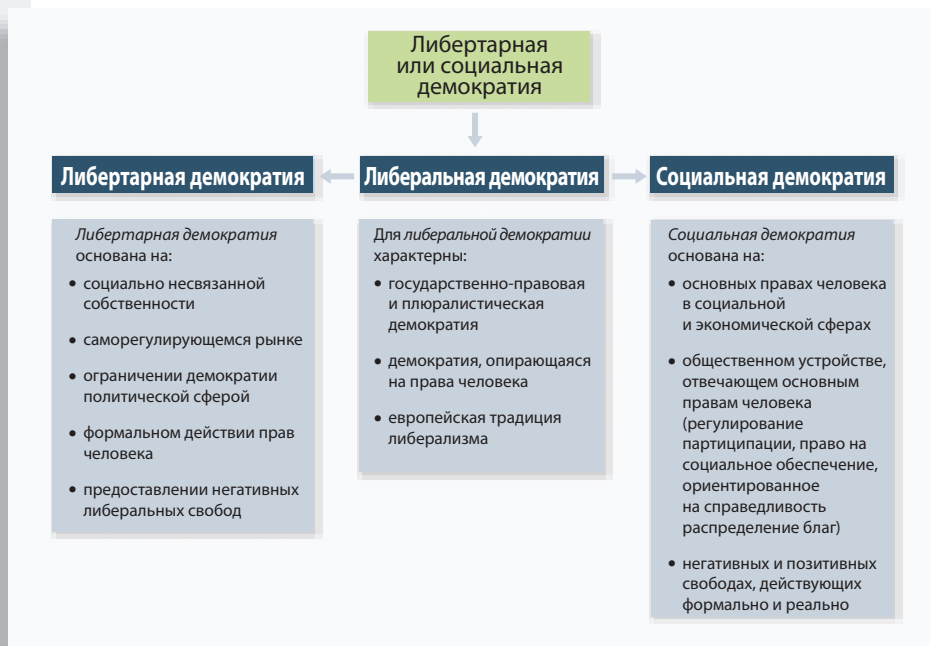 Либертарная
или социальная
демократия
Либертарная демократия
Либеральная демократия
Социальная демократия
Либертарная демократия
основана на:
• социально несвязанной
собственности
• саморегулирующемся рынке
• ограничении демократии
политической сферой
• формальном действии прав
человека
• предоставлении негативных
либеральных свобод
Для либеральной демократии
характерны:
• государственно-правовая
и плюралистическая
демократия
• демократия, опирающаяся
на права человека
• европейская традиция
либерализма
Социальная демократия
основана на:
• основных правах человека
в социальной
и экономической сферах
• общественном устройстве,
отвечающем основным
правам человека
(регулирование
партиципации, право на
социальное обеспечение,
ориентированное
на справедливость
распределение благ)
• негативных и позитивных
свободах, действующих
формально и реально